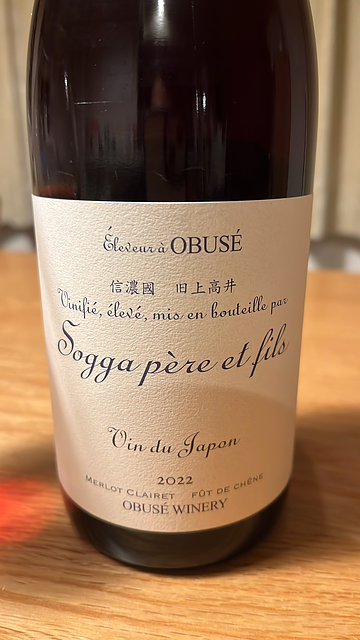 Éleveur à OBUSÉ
信濃國 旧上高井
Vinifié, élevé, mis en bouteille par
Sogga père et fils
Vin du Japon
2022
MERLOT CLAIRET FÛT DE CHÊNE
OBUSÉ WINERY